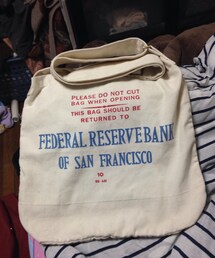 PLEASE DO NOT CUT
BAG WHEN OPENING
THIS BAG SHOULD BE
RETURNED TO
FEDERAL RESERVE BANK
OF SAN FRANCISCO
10